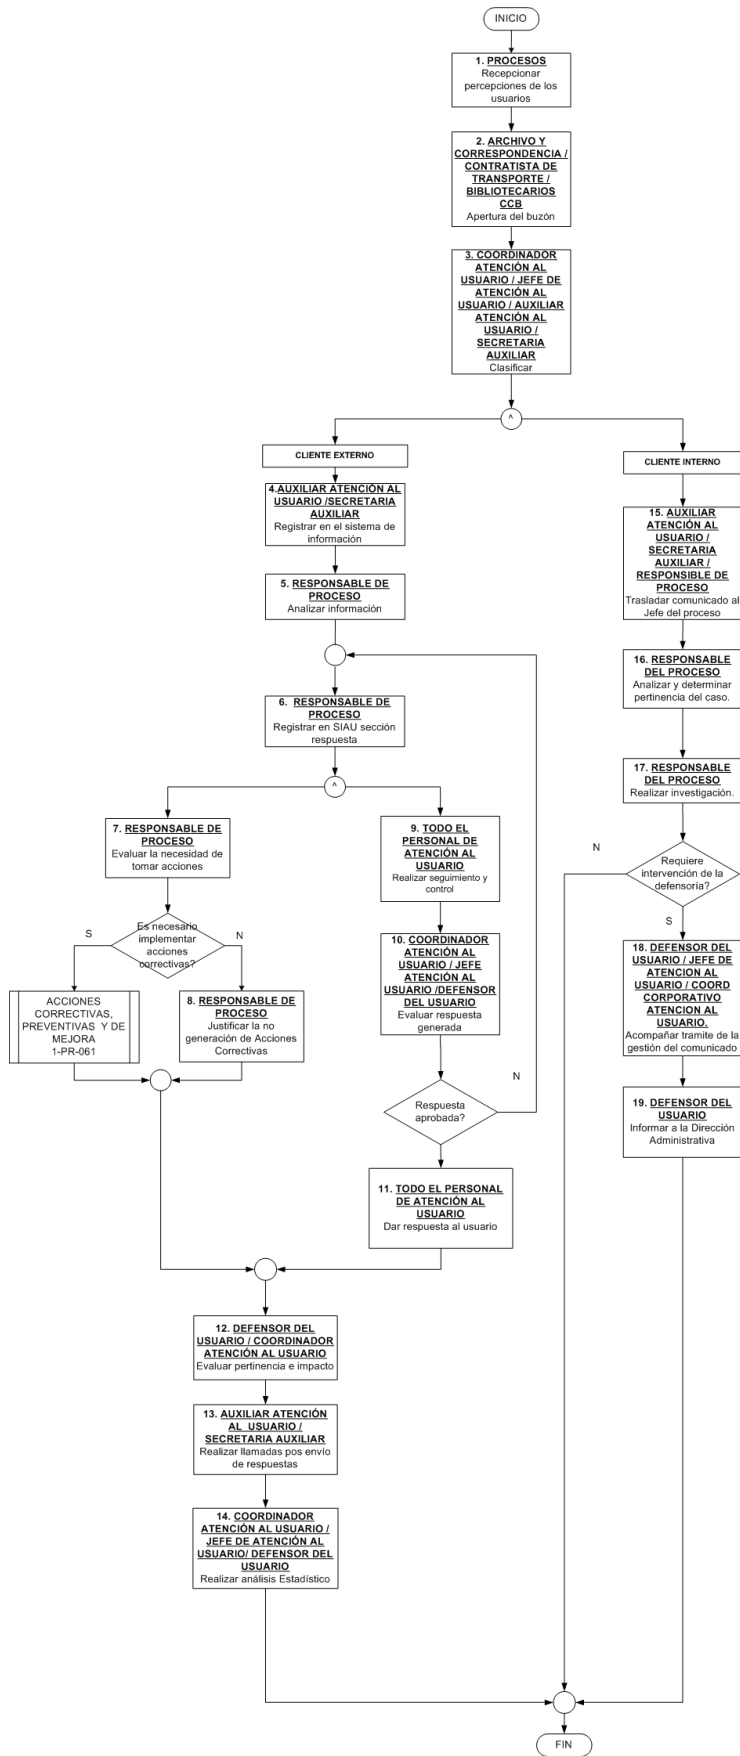 INICIO
1. PROCESOS
Recepcionar
percepciones de los
usuarios
2. ARCHIVO Y
CORRESPONDENCIA /
CONTRATISTA DE
TRANSPORTE /
BIBLIOTECARIOS
CCB
Apertura del buzón
3. COORDINADOR
ATENCIÓN AL
USUARIO / JEFE DE
ATENCIÓN AL
USUARIO / AUXILIAR
ATENCIÓN AL
USUARIO /
SECRETARIA
AUXILIAR
Clasificar
^
CLIENTE EXTERNO
4.AUXILIAR ATENCIÓN AL
USUARIO /SECRETARIA
AUXILIAR
Registrar en el sistema de
información
5. RESPONSABLE DE
PROCESO
Analizar información
6. RESPONSABLE DE
PROCESO
Registrar en SIAU sección
respuesta
^
7. RESPONSABLE DE
PROCESO
Evaluar la necesidad de
tomar acciones
Es necesario
implementar
acciones
correctivas?
S
N
ACCIONES
CORRECTIVAS,
PREVENTIVAS Y DE
MEJORA
1-PR-061
8. RESPONSABLE DE
PROCESO
Justificar la no
generación de Acciones
Correctivas
9. TODO EL
PERSONAL DE
ATENCIÓN AL
USUARIO
Realizar seguimiento y
control
10. COORDINADOR
ATENCIÓN AL
USUARIO / JEFE
ATENCIÓN AL
USUARIO /DEFENSOR
DEL USUARIO
Evaluar respuesta
generada
Respuesta
aprobada?
N
11. TODO EL PERSONAL
DE ATENCIÓN AL
USUARIO
Dar respuesta al usuario
12. DEFENSOR DEL
USUARIO / COORDINADOR
ATENCIÓN AL USUARIO
Evaluar pertinencia e impacto
13. AUXILIAR ATENCIÓN
AL USUARIO /
SECRETARIA AUXILIAR
Realizar llamadas pos envío
de respuestas
14. COORDINADOR
ATENCIÓN AL USUARIO /
JEFE DE ATENCIÓN AL
USUARIO/ DEFENSOR DEL
USUARIO
Realizar análisis Estadístico
CLIENTE INTERNO
15. AUXILIAR
ATENCIÓN AL
USUARIO /
SECRETARIA
AUXILIAR /
RESPONSIBLE DE
PROCESO
Trasladar comunicado al
Jefe del proceso
16. RESPONSABLE
DEL PROCESO
Analizar y determinar
pertinencia del caso.
17. RESPONSABLE
DEL PROCESO
Realizar investigación.
N
Requiere
intervención de la
defensoría?
S
18. DEFENSOR DEL
USUARIO / JEFE DE
ATENCION AL
USUARIO / COORD
CORPORATIVO
ATENCION AL
USUARIO.
Acompañar tramite de la
gestión del comunicado
19. DEFENSOR DEL
USUARIO
Informar a la Dirección
Administrativa
FIN